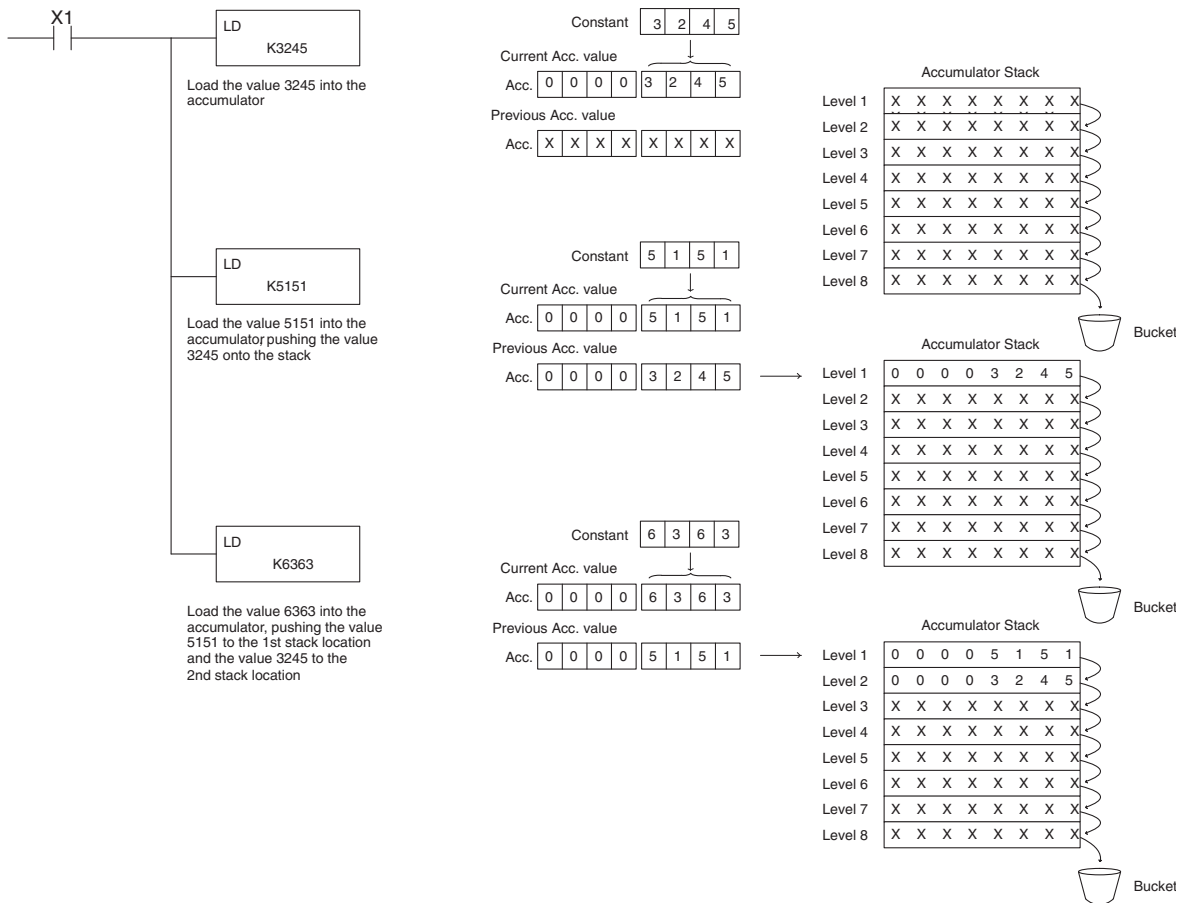 X1
LD
K3245
Load the value 3245 into the
accumulator
Constant 3 2 4 5
Current Acc. value
Acc. 0 0 0 0 3 2 4 5
Previous Acc. value
Acc. X X X X X X X X
Accumulator Stack
Level 1 X X X X X X X X
Level 2 X X X X X X X X
Level 3 X X X X X X X X
Level 4 X X X X X X X X
Level 5 X X X X X X X X
Level 6 X X X X X X X X
Level 7 X X X X X X X X
Level 8 X X X X X X X X
Bucket
LD
K5151
Load the value 5151 into the
accumulator, pushing the value
3245 onto the stack
Constant 5 1 5 1
Current Acc. value
Acc. 0 0 0 0 5 1 5 1
Previous Acc. value
Acc. 0 0 0 0 3 2 4 5
Accumulator Stack
Level 1 0 0 0 0 3 2 4 5
Level 2 X X X X X X X X
Level 3 X X X X X X X X
Level 4 X X X X X X X X
Level 5 X X X X X X X X
Level 6 X X X X X X X X
Level 7 X X X X X X X X
Level 8 X X X X X X X X
Bucket
LD
K6363
Load the value 6363 into the
accumulator, pushing the value
5151 to the 1st stack location
and the value 3245 to the
2nd stack location
Constant 6 3 6 3
Current Acc. value
Acc. 0 0 0 0 6 3 6 3
Previous Acc. value
Acc. 0 0 0 0 5 1 5 1
Accumulator Stack
Level 1 0 0 0 0 5 1 5 1
Level 2 0 0 0 0 3 2 4 5
Level 3 X X X X X X X X
Level 4 X X X X X X X X
Level 5 X X X X X X X X
Level 6 X X X X X X X X
Level 7 X X X X X X X X
Level 8 X X X X X X X X
Bucket